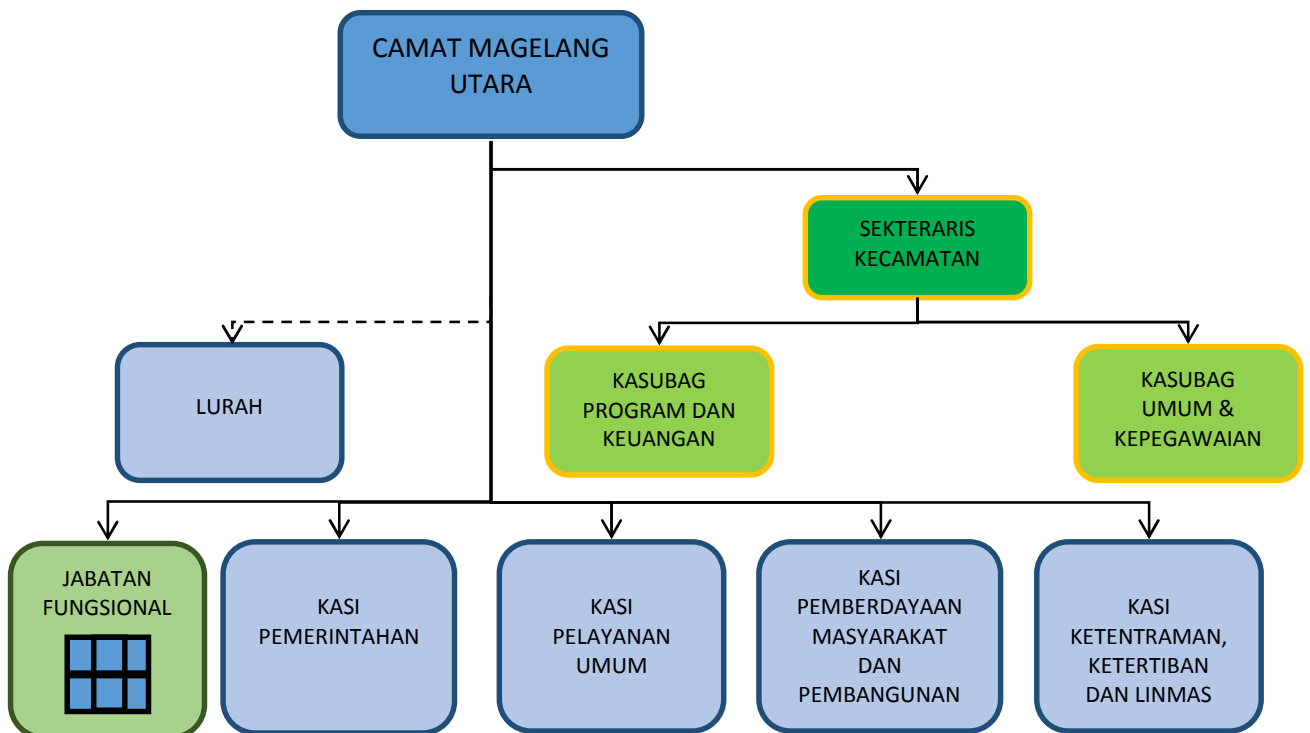 CAMAT MAGELANG
UTARA
SEKTERARIS
KECAMATAN
LURAH
KASUBAG
PROGRAM DAN
KEUANGAN
KASUBAG
UMUM &
KEPEGAWAIAN
JABATAN
FUNGSIONAL
KASI
PEMERINTAHAN
KASI
PELAYANAN
UMUM
KASI
PEMBERDAYAAN
MASYARAKAT
DAN
PEMBANGUNAN
KASI
KETENTRAMAN,
KETERTIBAN
DAN LINMAS